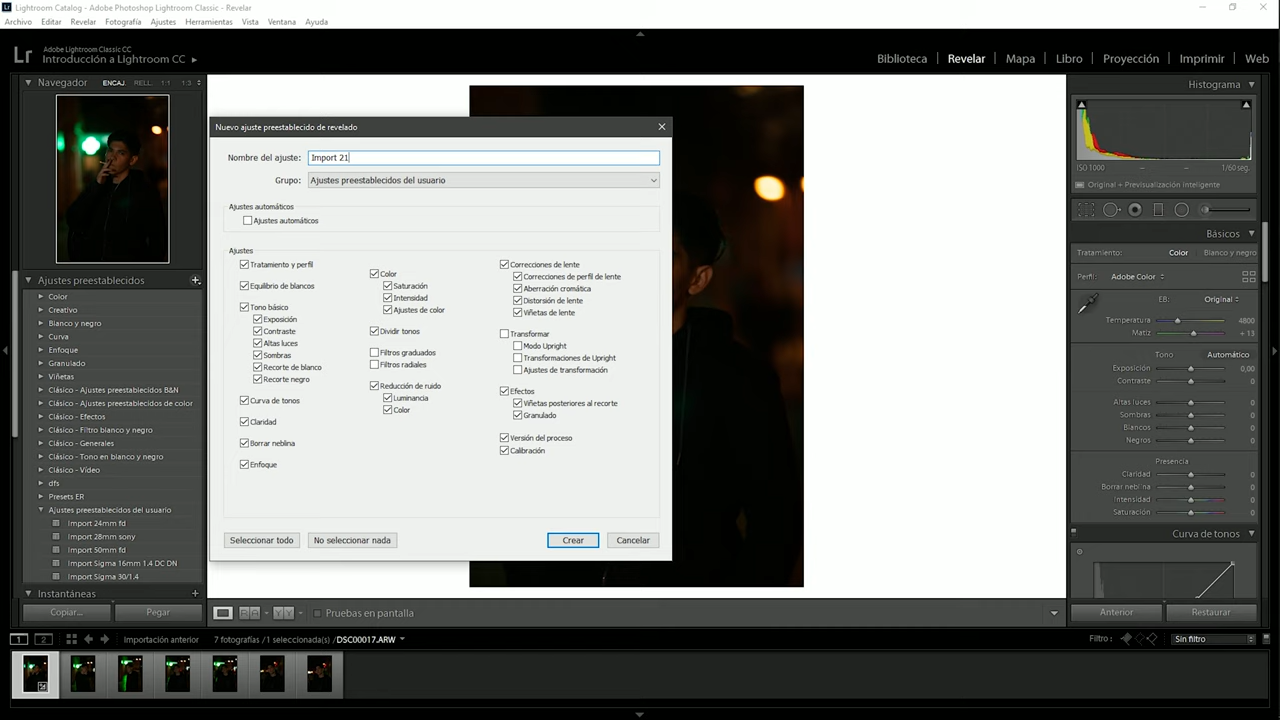 Lightroom Catalog - Adobe Photoshop Lightroom Classic - Revelar
Archivo Editar Revelar Fotografía Ajustes Herramientas Vista Ventana Ayuda
Lr
Adobe Lightroom Classic CC
Introducción a Lightroom CC
Biblioteca | Revelar | Mapa | Libro | Proyección | Imprimir | Web
Navegador ENCAJ. RELL. 1:1 1:3
Ajustes preestablecidos +
Color
Creativo
Blanco y negro
Curva
Enfoque
Granulado
Viñetas
Clásico - Ajustes preestablecidos B&N
Clásico - Ajustes preestablecidos de color
Clásico - Efectos
Clásico - Filtro blanco y negro
Clásico - Generales
Clásico - Tono en blanco y negro
Clásico - Vídeo
dfs
Presets ER
Ajustes preestablecidos del usuario
Import 24mm fd
Import 28mm sony
Import 50mm fd
Import Sigma 16mm 1.4 DC DN
Import Sigma 30/1.4
Instantáneas +
Copiar... Pegar
Nuevo ajuste preestablecido de revelado
Nombre del ajuste: Import 21
Grupo: Ajustes preestablecidos del usuario
Ajustes automáticos
Ajustes automáticos
Ajustes
Tratamiento y perfil
Equilibrio de blancos
Tono básico
Exposición
Contraste
Altas luces
Sombras
Recorte de blanco
Recorte negro
Curva de tonos
Claridad
Borrar neblina
Enfoque
Color
Saturación
Intensidad
Ajustes de color
Dividir tonos
Filtros graduados
Filtros radiales
Reducción de ruido
Luminancia
Color
Correcciones de lente
Correcciones de perfil de lente
Aberración cromática
Distorsión de lente
Viñetas de lente
Transformar
Modo Upright
Transformaciones de Upright
Ajustes de transformación
Efectos
Viñetas posteriores al recorte
Granulado
Versión del proceso
Calibración
Seleccionar todo No seleccionar nada Crear Cancelar
Histograma
ISO 1000 1/60 seg.
Original + Previsualización inteligente
Básicos
Tratamiento: Color Blanco y negro
Perfil: Adobe Color
EB: Original
Temperatura 4800
Matiz + 13
Tono Automático
Exposición 0,00
Contraste 0
Altas luces 0
Sombras 0
Blancos 0
Negros 0
Presencia
Claridad 0
Borrar neblina 0
Intensidad 0
Saturación 0
Curva de tonos
Anterior Restaurar
Pruebas en pantalla
1 2 Importación anterior 7 fotografías /1 seleccionada(s) /DSC00017.ARW Filtro : Sin filtro